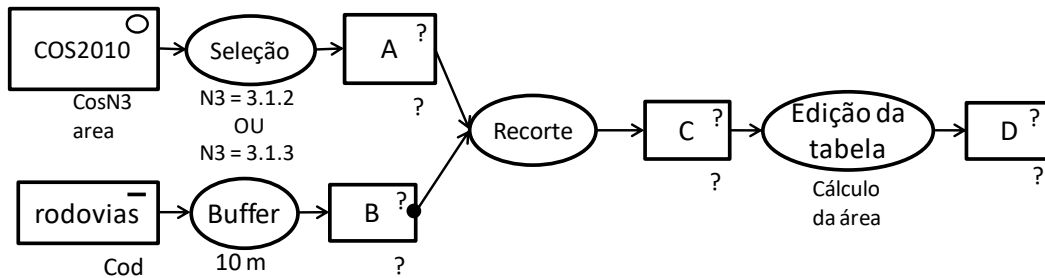 COS2010
CosN3
area
Seleção
N3 = 3.1.2
OU
N3 = 3.1.3
A
?
?
rodovias
Cod
Buffer
10 m
B
?
?
Recorte
C
?
?
Edição da
tabela
Cálculo
da área
D
?
?